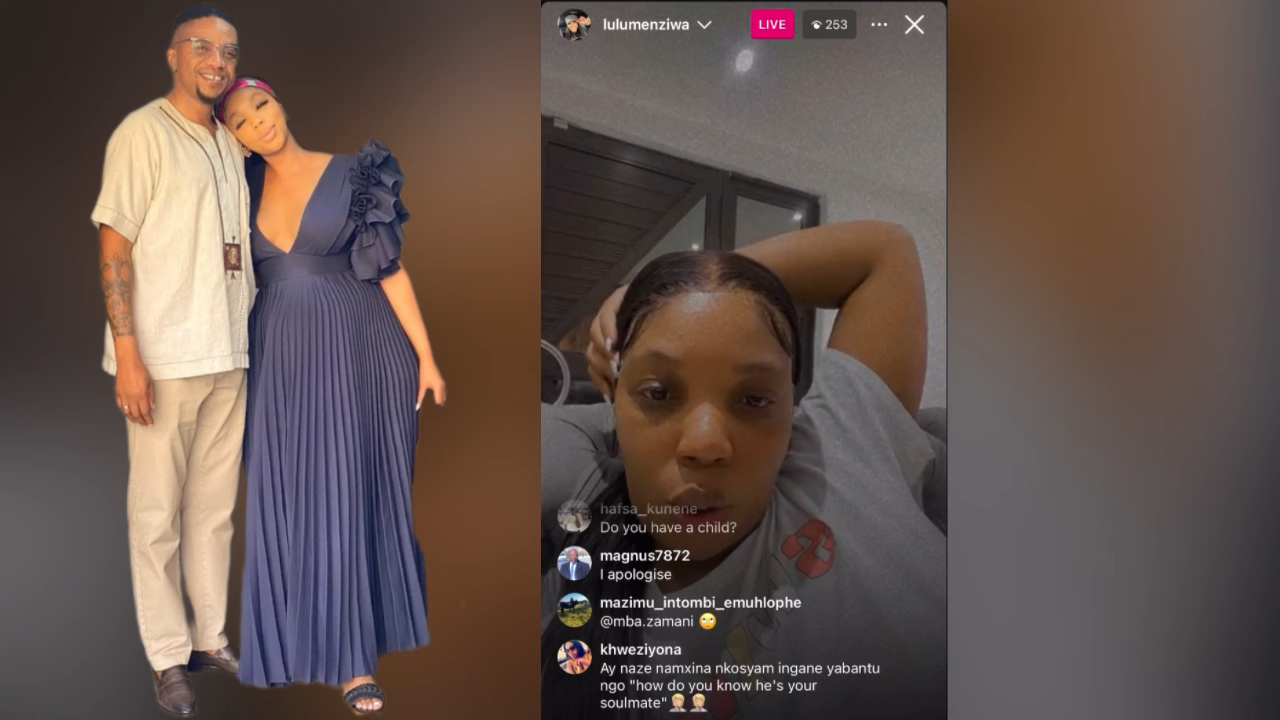 lulumenziwa
LIVE
253
hafsa_kunene
Do you have a child?
magnus7872
I apologise
mazimu_intombi_emuhlophe
@mba.zamani 🙄
khweziyona
Ay naze namxina nkosyam ingane yabantu
ngo "how do you know he's your
soulmate"🤦🏼🤦🏼